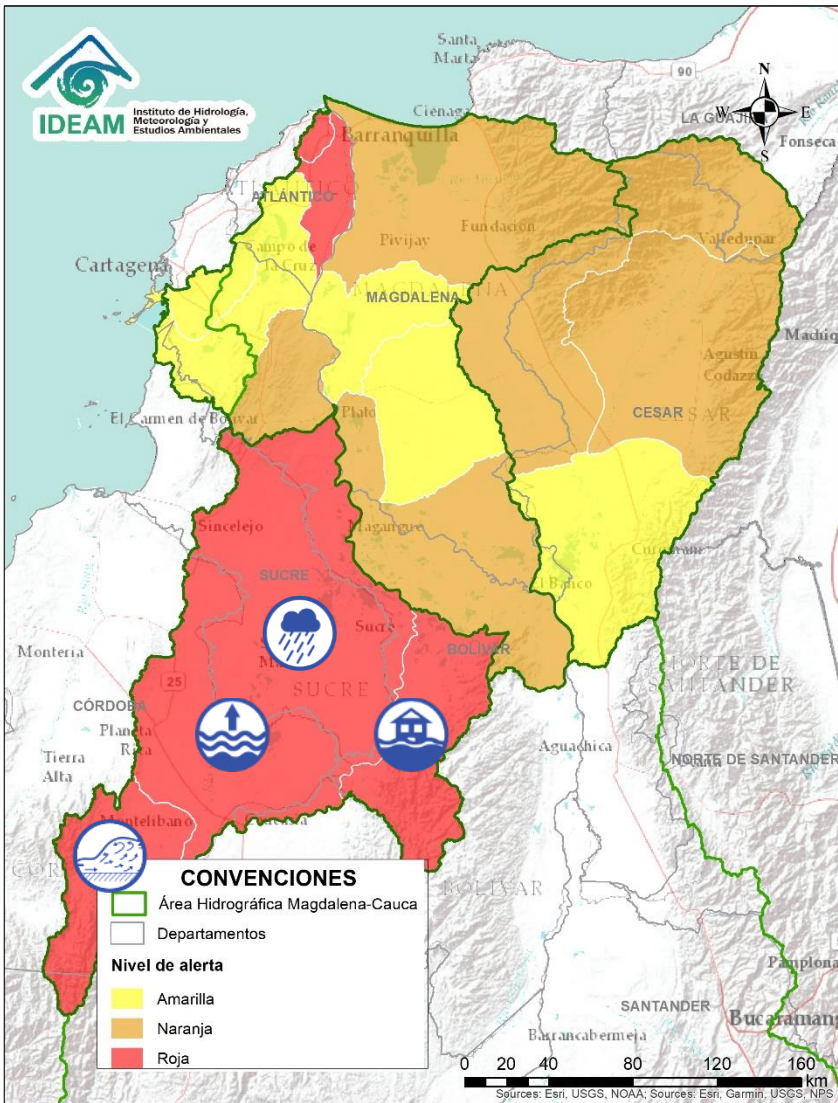 IDEAM
Instituto de Hidrología,
Meteorología y
Estudios Ambientales
Santa
Marta
90
N
W
E
S
LA GUAJI
Ciénaga
Fonseca
Barranquilla
ATLÁNTICO
Valledupar
Pivijay
Fundación
Campo de
la Cruz
Cartagena
MAGDALENA
Machiq
Agustín
Codazzi
CESAR
CESAR
Plato
El Carmen de Bolívar
Sincelejo
Magangué
SUCRE
El Banco
Sucre
BOLÍVAR
Montería
25
SUCRE
NORTE DE
SANTANDER
CÓRDOBA
Planeta
Rica
Tierra
Alta
Aguachica
NORTE DE SANTANDER
Montelíbano
CONVENCIONES
Área Hidrográfica Magdalena-Cauca
Departamentos
Nivel de alerta
Amarilla
Naranja
Roja
BOLÍVAR
Pamplona
SANTANDER
Bucaramang
Barrancabermeja
0 20 40 80 120 160
km
Sources: Esri, USGS, NOAA; Sources: Esri, Garmin, USGS, NPS